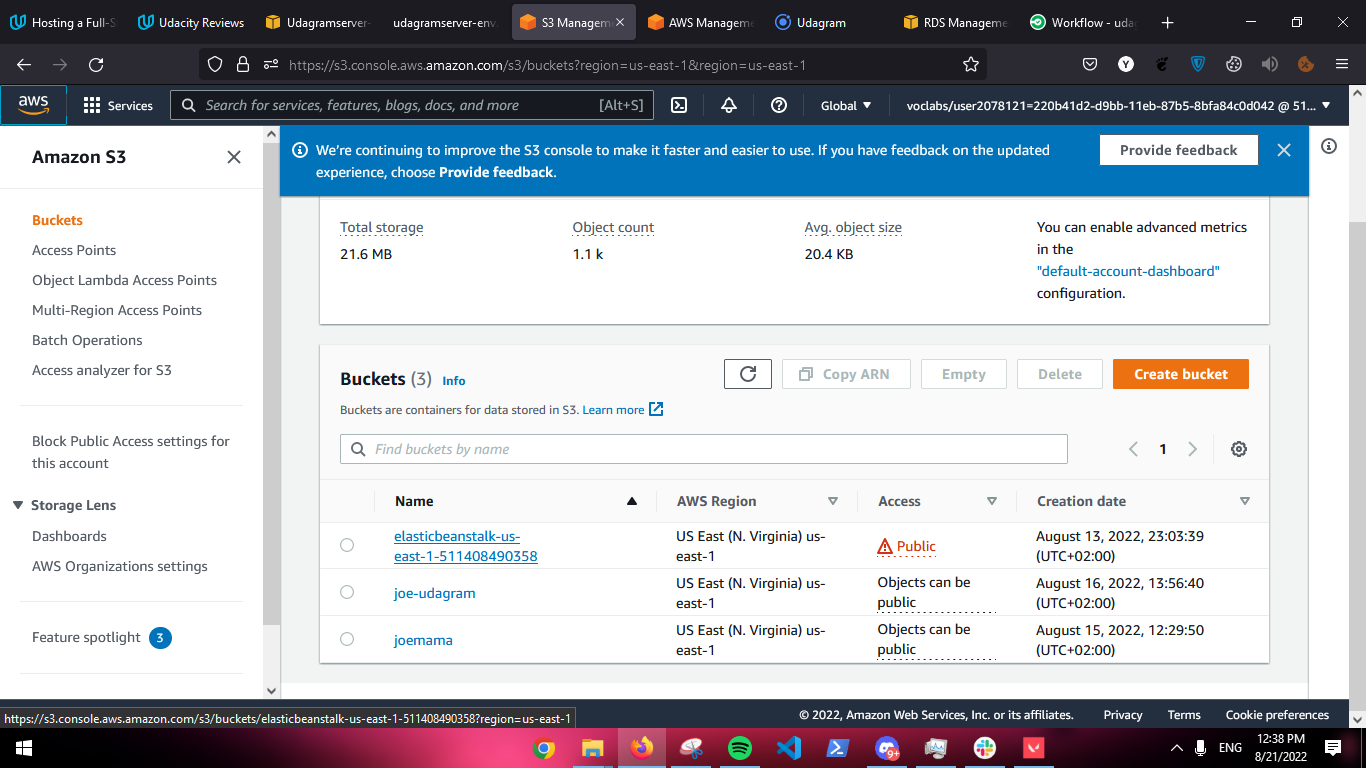 Hosting a Full-S
Udacity Reviews
Udagramserver-
udagramserver-env.
S3 Managem
AWS Managem
Udagram
RDS Manageme
Workflow - udag
https://s3.console.aws.amazon.com/s3/buckets?region=us-east-1&region=us-east-1
aws
Services
Search for services, features, blogs, docs, and more
[Alt+S]
Global
voclabs/user2078121=220b41d2-d9bb-11eb-87b5-8bfa84c0d042 @ 51...
Amazon S3
Buckets
Access Points
Object Lambda Access Points
Multi-Region Access Points
Batch Operations
Access analyzer for S3
Block Public Access settings for
this account
Storage Lens
Dashboards
AWS Organizations settings
Feature spotlight 3
We're continuing to improve the S3 console to make it faster and easier to use. If you have feedback on the updated
experience, choose Provide feedback.
Provide feedback
Total storage
21.6 MB
Object count
1.1 k
Avg. object size
20.4 KB
You can enable advanced metrics
in the
"default-account-dashboard"
configuration.
Buckets (3) Info
Copy ARN
Empty
Delete
Create bucket
Buckets are containers for data stored in S3. Learn more
Find buckets by name
1
Name
AWS Region
Access
Creation date
elasticbeanstalk-us-
east-1-511408490358
US East (N. Virginia) us-
east-1
Public
August 13, 2022, 23:03:39
(UTC+02:00)
joe-udagram
US East (N. Virginia) us-
east-1
Objects can be
public
August 16, 2022, 13:56:40
(UTC+02:00)
joemama
US East (N. Virginia) us-
east-1
Objects can be
public
August 15, 2022, 12:29:50
(UTC+02:00)
https://s3.console.aws.amazon.com/s3/buckets/elasticbeanstalk-us-east-1-511408490358?region=us-east-1
© 2022, Amazon Web Services, Inc. or its affiliates.
Privacy
Terms
Cookie preferences
9+
ENG
12:38 PM
8/21/2022